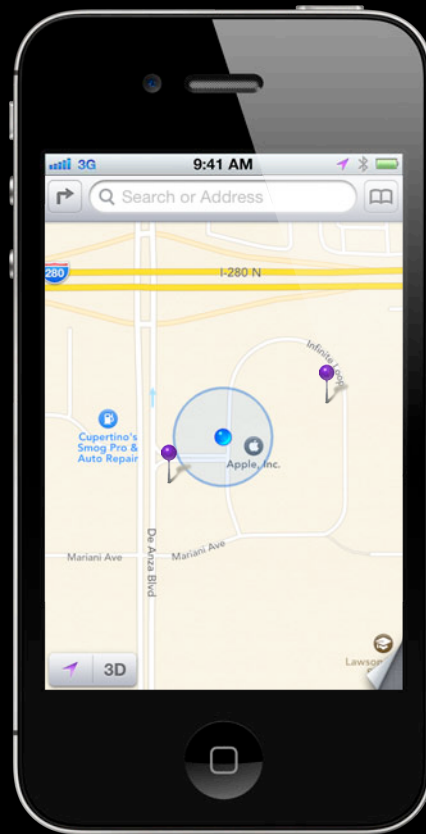 3G
9:41 AM
Search or Address
280
I-280 N
Infinite Loop
Cupertino's
Smog Pro &
Auto Repair
Apple, Inc.
De Anza Blvd
Mariani Ave
Mariani Ave
3D